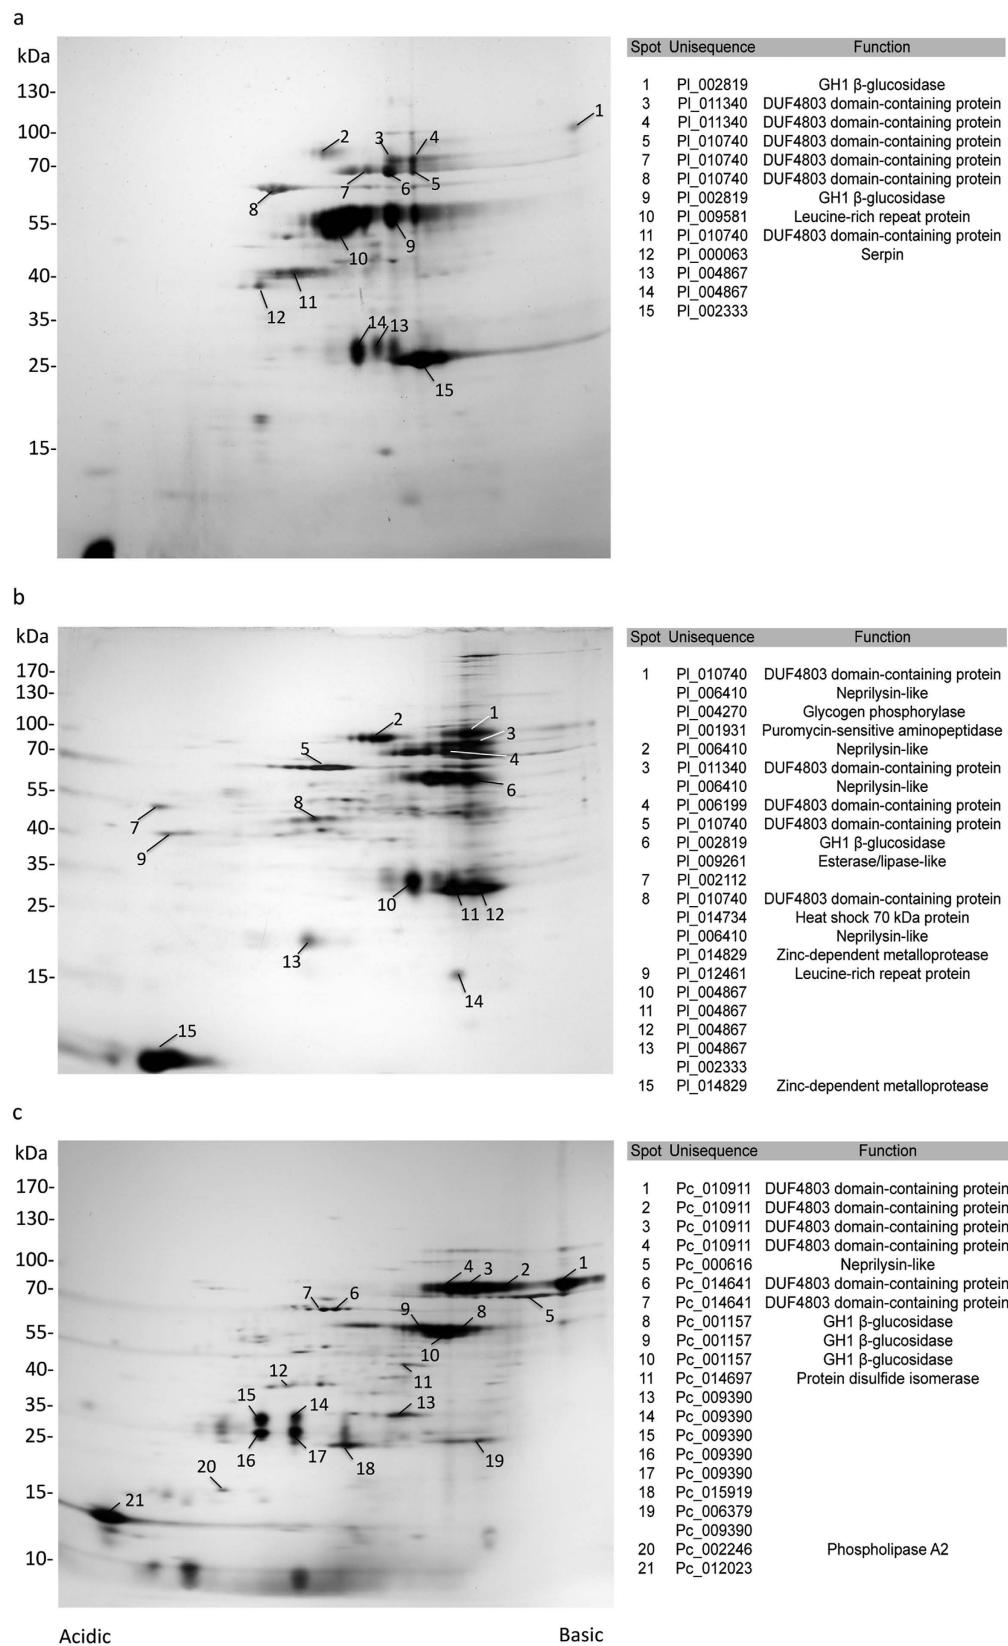 a
kDa
130-
100-
70-
55-
40-
35-
25-
15-
1
2
3
4
7
6
5
8
10
9
11
12
14
13
15
Spot Unisequence Function
1 Pl_002819 GH1 β-glucosidase
3 Pl_011340 DUF4803 domain-containing protein
4 Pl_011340 DUF4803 domain-containing protein
5 Pl_010740 DUF4803 domain-containing protein
7 Pl_010740 DUF4803 domain-containing protein
8 Pl_010740 DUF4803 domain-containing protein
9 Pl_002819 GH1 β-glucosidase
10 Pl_009581 Leucine-rich repeat protein
11 Pl_010740 DUF4803 domain-containing protein
12 Pl_000063 Serpin
13 Pl_004867
14 Pl_004867
15 Pl_002333
b
kDa
170-
130-
100-
70-
55-
40-
35-
25-
15-
1
2
3
5
4
6
8
7
9
10
11
12
13
14
15
Spot Unisequence Function
1 Pl_010740 DUF4803 domain-containing protein
Pl_006410 Neprilysin-like
Pl_004270 Glycogen phosphorylase
Pl_001931 Puromycin-sensitive aminopeptidase
2 Pl_006410 Neprilysin-like
3 Pl_011340 DUF4803 domain-containing protein
Pl_006410 Neprilysin-like
4 Pl_006199 DUF4803 domain-containing protein
5 Pl_010740 DUF4803 domain-containing protein
6 Pl_002819 GH1 β-glucosidase
Pl_009261 Esterase/lipase-like
7 Pl_002112
8 Pl_010740 DUF4803 domain-containing protein
Pl_014734 Heat shock 70 kDa protein
Pl_006410 Neprilysin-like
Pl_014829 Zinc-dependent metalloprotease
9 Pl_012461 Leucine-rich repeat protein
10 Pl_004867
11 Pl_004867
12 Pl_004867
13 Pl_004867
Pl_002333
15 Pl_014829 Zinc-dependent metalloprotease
c
kDa
170-
130-
100-
70-
55-
40-
35-
25-
15-
10-
4
3
2
1
7
6
5
9
8
10
12
11
15
14
13
16
17
18
19
20
21
Acidic
Basic
Spot Unisequence Function
1 Pc_010911 DUF4803 domain-containing protein
2 Pc_010911 DUF4803 domain-containing protein
3 Pc_010911 DUF4803 domain-containing protein
4 Pc_010911 DUF4803 domain-containing protein
5 Pc_000616 Neprilysin-like
6 Pc_014641 DUF4803 domain-containing protein
7 Pc_014641 DUF4803 domain-containing protein
8 Pc_001157 GH1 β-glucosidase
9 Pc_001157 GH1 β-glucosidase
10 Pc_001157 GH1 β-glucosidase
11 Pc_014697 Protein disulfide isomerase
13 Pc_009390
14 Pc_009390
15 Pc_009390
16 Pc_009390
17 Pc_009390
18 Pc_015919
19 Pc_006379
Pc_009390
20 Pc_002246 Phospholipase A2
21 Pc_012023